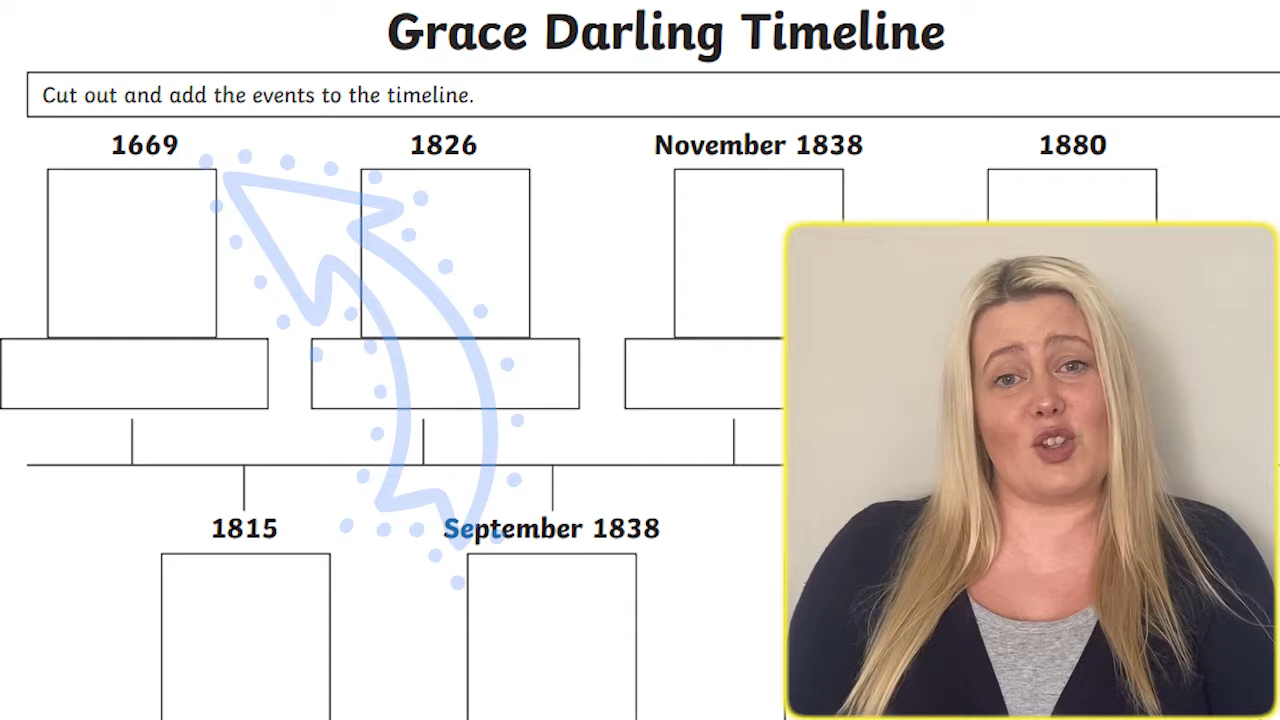 Grace Darling Timeline
Cut out and add the events to the timeline.
1669 1826 November 1838 1880
1815 September 1838